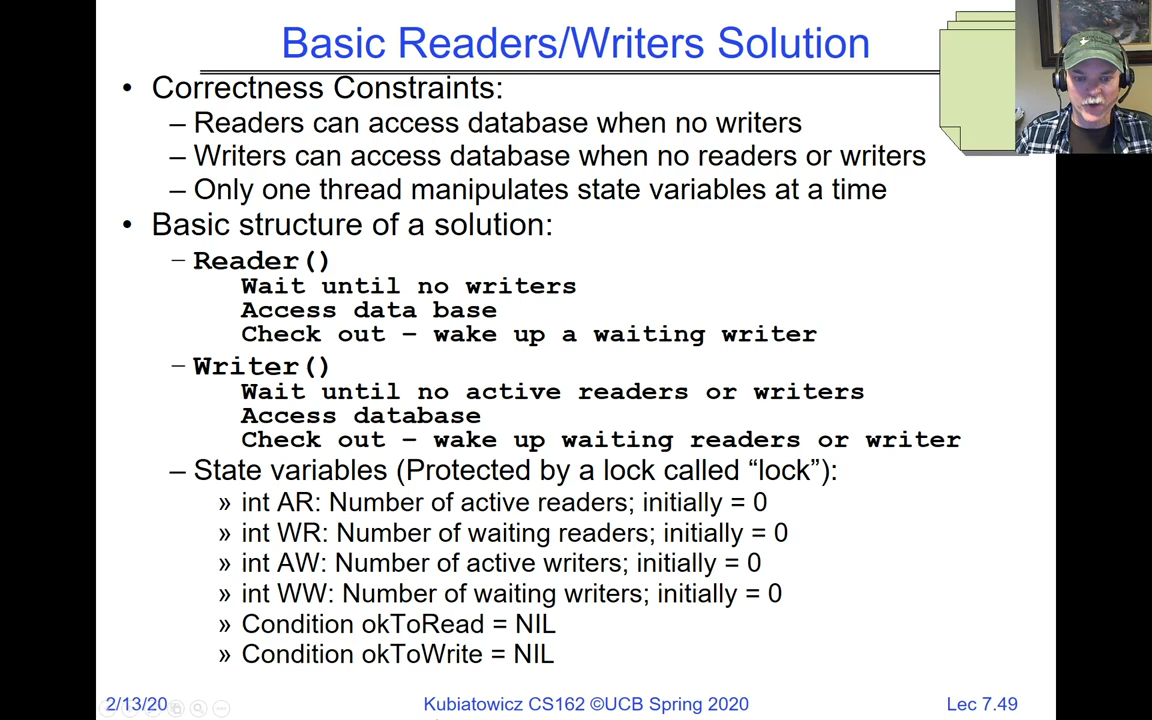 Basic Readers/Writers Solution
• Correctness Constraints:
– Readers can access database when no writers
– Writers can access database when no readers or writers
– Only one thread manipulates state variables at a time
• Basic structure of a solution:
– Reader()
Wait until no writers
Access data base
Check out – wake up a waiting writer
– Writer()
Wait until no active readers or writers
Access database
Check out – wake up waiting readers or writer
– State variables (Protected by a lock called “lock”):
» int AR: Number of active readers; initially = 0
» int WR: Number of waiting readers; initially = 0
» int AW: Number of active writers; initially = 0
» int WW: Number of waiting writers; initially = 0
» Condition okToRead = NIL
» Condition okToWrite = NIL
2/13/20 Kubiatowicz CS162 ©UCB Spring 2020 Lec 7.49